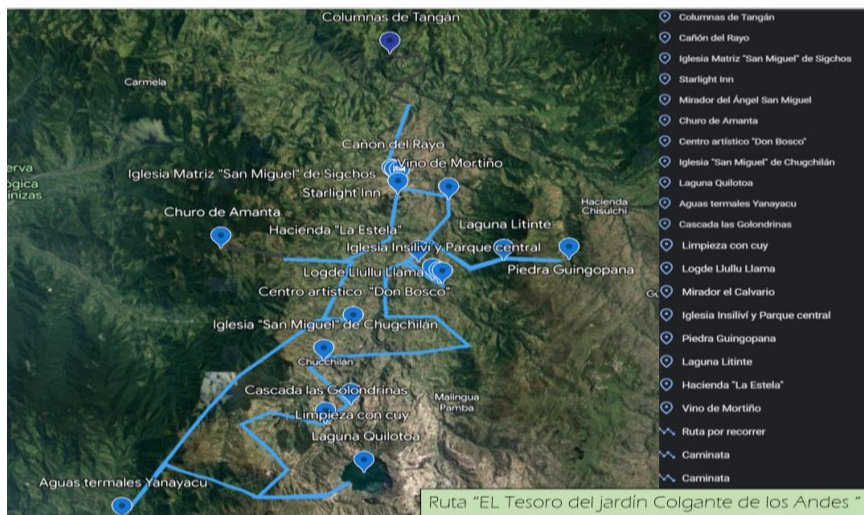 Columnas de Tangán
Carmela
Cañón del Rayo
Vino de Mortiño
Iglesia Matriz "San Miguel" de Sigchos
Starlight Inn
Hacienda
Chisulchi
Churo de Amanta
Laguna Litinte
Hacienda "La Estela"
Iglesia Insiliví y Parque central
Piedra Guingopana
Logde Llullu Llama
Centro artístico "Don Bosco"
Iglesia "San Miguel" de Chugchilán
Chucchilán
Cascada las Golondrinas
Malingua
Pamba
Limpieza con cuy
Laguna Quilotoa
Aguas termales Yanayacu
Columnas de Tangán
Cañón del Rayo
Iglesia Matriz "San Miguel" de Sigchos
Starlight Inn
Mirador del Ángel San Miguel
Churo de Amanta
Centro artístico "Don Bosco"
Iglesia "San Miguel" de Chugchilán
Laguna Quilotoa
Aguas termales Yanayacu
Cascada las Golondrinas
Limpieza con cuy
Logde Llullu Llama
Mirador el Calvario
Iglesia Insiliví y Parque central
Piedra Guingopana
Laguna Litinte
Hacienda "La Estela"
Vino de Mortiño
Ruta por recorrer
Caminata
Caminata
Ruta "EL Tesoro del jardín Colgante de los Andes "